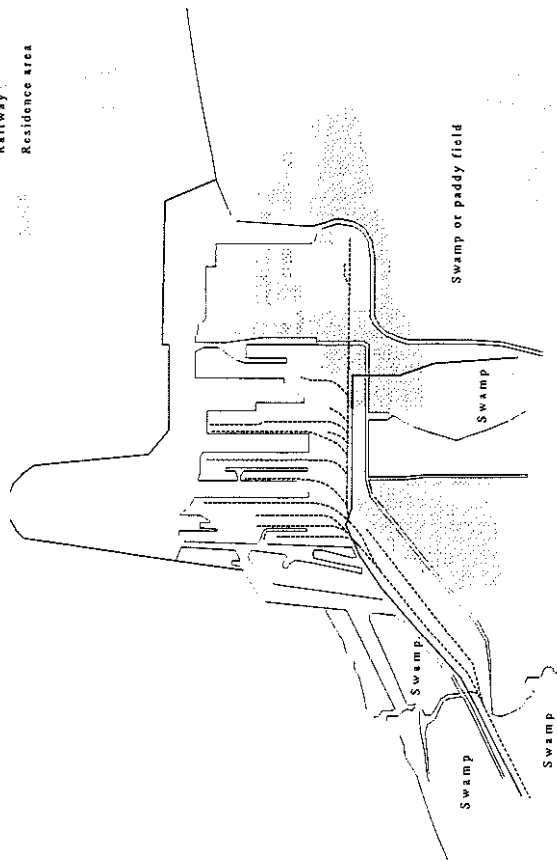 Railway
Residence area
Swamp or paddy field
Swamp
Swamp
Swamp
Swamp